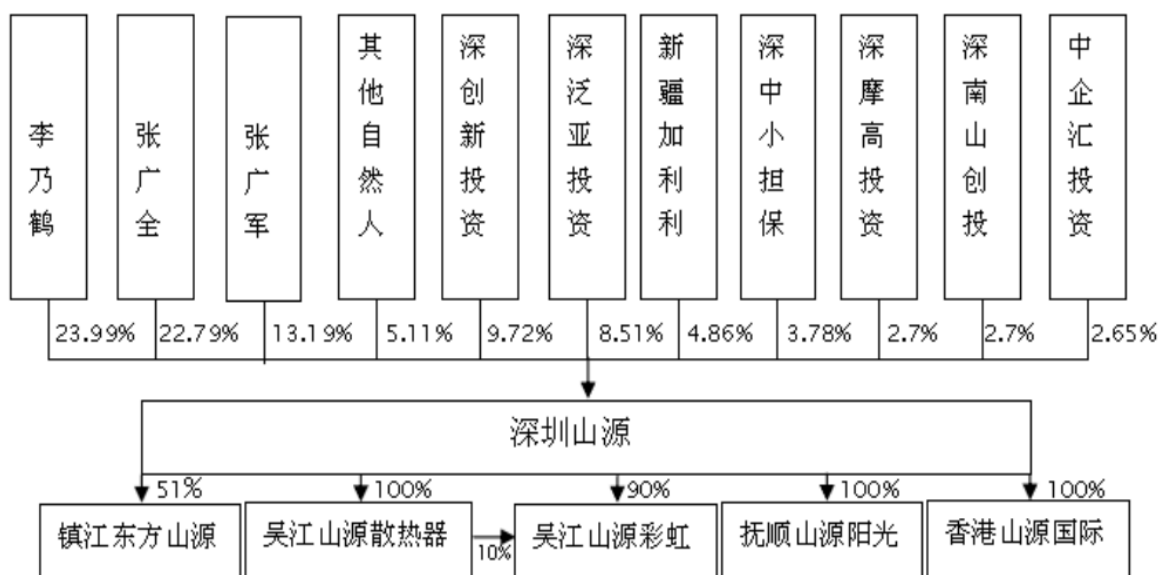 李乃鹤
张广全
张广军
其他自然人
深创新投资
深泛亚投资
新疆加利利
深中小担保
深摩高投资
深南山创投
中企汇投资
23.99%
22.79%
13.19%
5.11%
9.72%
8.51%
4.86%
3.78%
2.7%
2.7%
2.65%
深圳山源
51%
100%
90%
100%
100%
镇江东方山源
吴江山源散热器
10%
吴江山源彩虹
抚顺山源阳光
香港山源国际